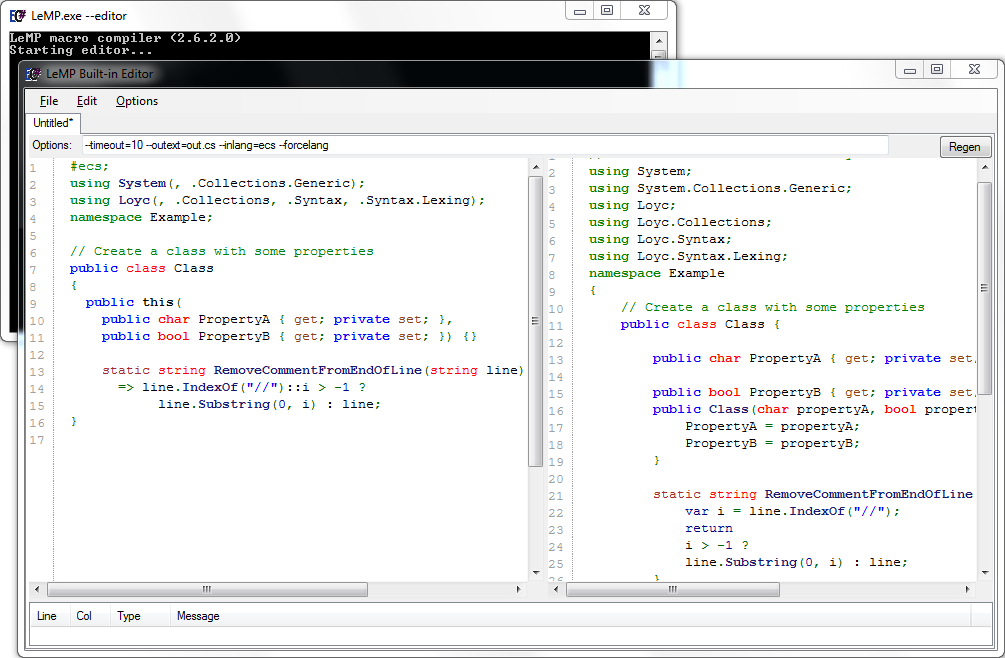 EC# LeMP.exe --editor
LeMP macro compiler (2.6.2.0)
Starting editor...
EC# LeMP Built-in Editor
File Edit Options
Untitled*
Options: --timeout=10 --outext=out.cs --inlang=ecs --forcelang Regen
1 #ecs;
2 using System(, .Collections.Generic);
3 using Loyc(, .Collections, .Syntax, .Syntax.Lexing);
4 namespace Example;
5
6 // Create a class with some properties
7 public class Class
8 {
9 public this(
10 public char PropertyA { get; private set; },
11 public bool PropertyB { get; private set; }) {}
12
13 static string RemoveCommentFromEndOfLine(string line)
14 => line.IndexOf("//")::i > -1 ?
15 line.Substring(0, i) : line;
16 }
17
2 using System;
3 using System.Collections.Generic;
4 using Loyc;
5 using Loyc.Collections;
6 using Loyc.Syntax;
7 using Loyc.Syntax.Lexing;
8 namespace Example
9 {
10 // Create a class with some properties
11 public class Class {
12
13 public char PropertyA { get; private set;
14
15 public bool PropertyB { get; private set;
16 public Class(char propertyA, bool propert
17 PropertyA = propertyA;
18 PropertyB = propertyB;
19 }
20
21 static string RemoveCommentFromEndOfLine
22 var i = line.IndexOf("//");
23 return
24 i > -1 ?
25 line.Substring(0, i) : line;
26 }
Line Col Type Message